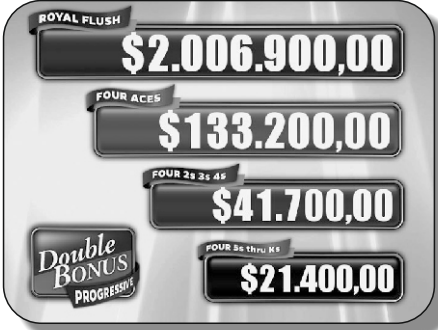 ROYAL FLUSH
$2.006.900,00
FOUR ACES
$133.200,00
FOUR 2s 3s 4s
$41.700,00
FOUR 5s thru Ks
$21.400,00
Double
BONUS
PROGRESSIVE